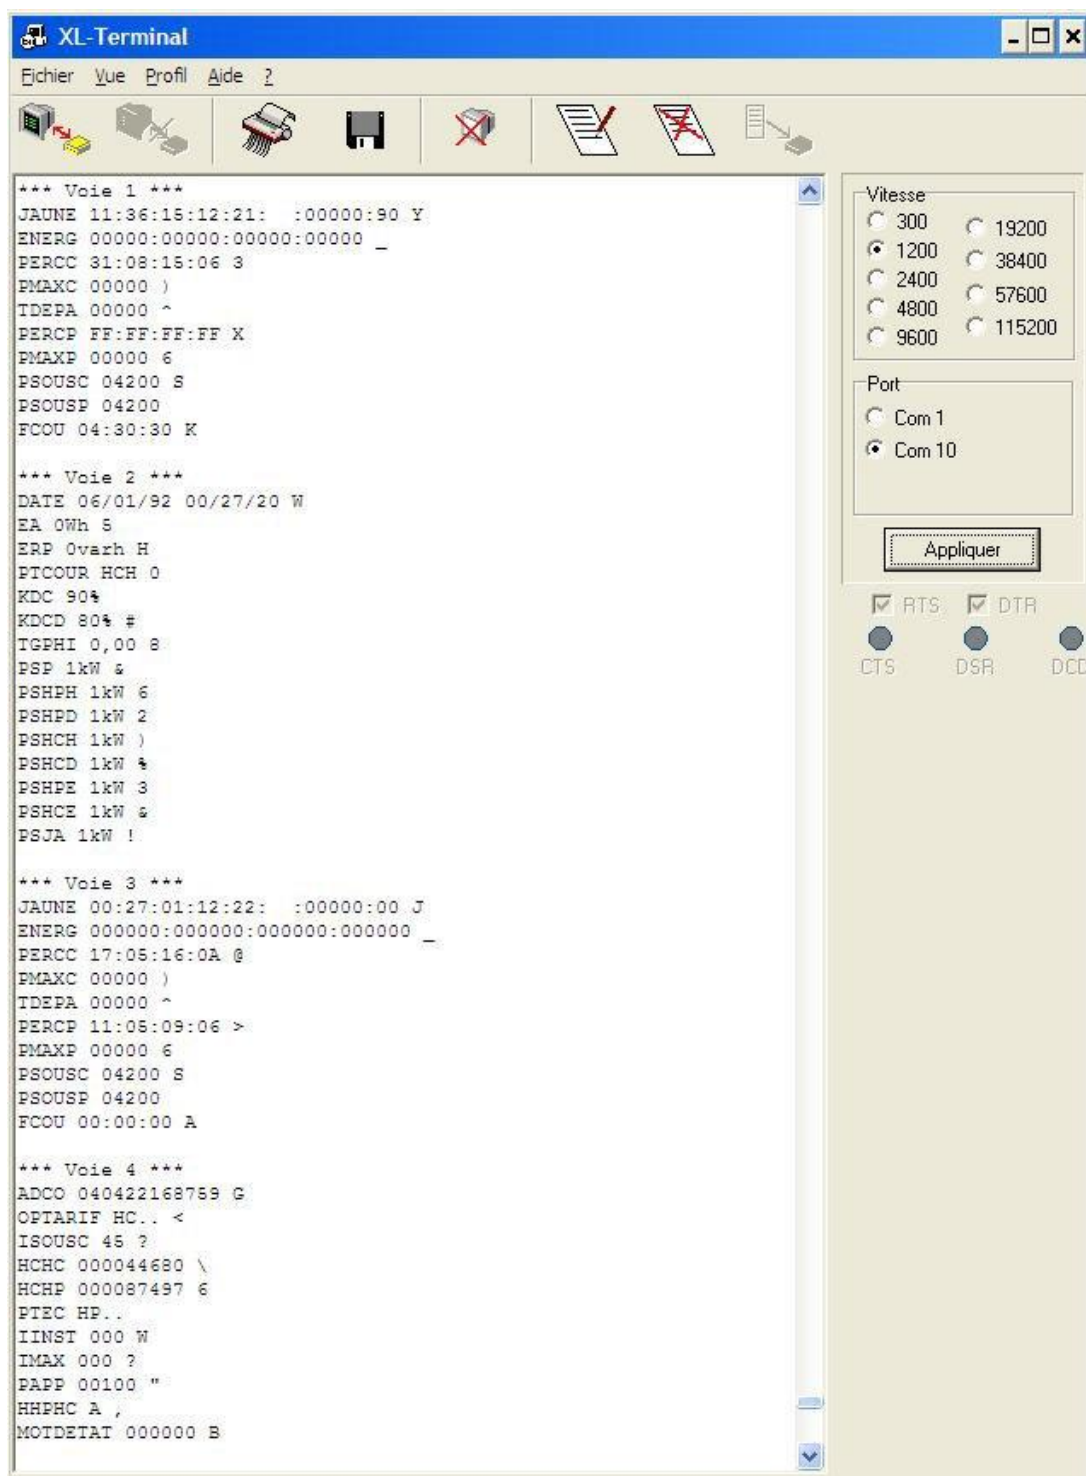 XL-Terminal
Fichier Vue Profil Aide ?
*** Voie 1 ***
JAUNE 11:36:15:12:21:  :00000:90 Y
ENERG 00000:00000:00000:00000 _
PERCC 31:08:15:06 3
PMAXC 00000 )
TDEPA 00000 ^
PERCP FF:FF:FF:FF X
PMAXP 00000 6
PSOUSC 04200 S
PSOUSP 04200
FCOU 04:30:30 K
*** Voie 2 ***
DATE 06/01/92 00/27/20 W
EA 0Wh 5
ERP 0varh H
PTCOUR HCH 0
KDC 90%
KDCD 80% #
TGPHI 0,00 8
PSP 1kW &
PSHPH 1kW 6
PSHPD 1kW 2
PSHCH 1kW )
PSHCD 1kW %
PSHPE 1kW 3
PSHCE 1kW &
PSJA 1kW !
*** Voie 3 ***
JAUNE 00:27:01:12:22:  :00000:00 J
ENERG 000000:000000:000000:000000 _
PERCC 17:05:16:0A @
PMAXC 00000 )
TDEPA 00000 ^
PERCP 11:05:09:06 >
PMAXP 00000 6
PSOUSC 04200 S
PSOUSP 04200
FCOU 00:00:00 A
*** Voie 4 ***
ADCO 040422168759 G
OPTARIF HC.. <
ISOUSC 45 ?
HCHC 000044680 \
HCHP 000087497 6
PTEC HP..
IINST 000 W
IMAX 000 ?
PAPP 00100 "
HHPHC A ,
MOTDETAT 000000 B
Vitesse
300
1200
2400
4800
9600
19200
38400
57600
115200
Port
Com 1
Com 10
Appliquer
RTS DTR
CTS DSR DCD